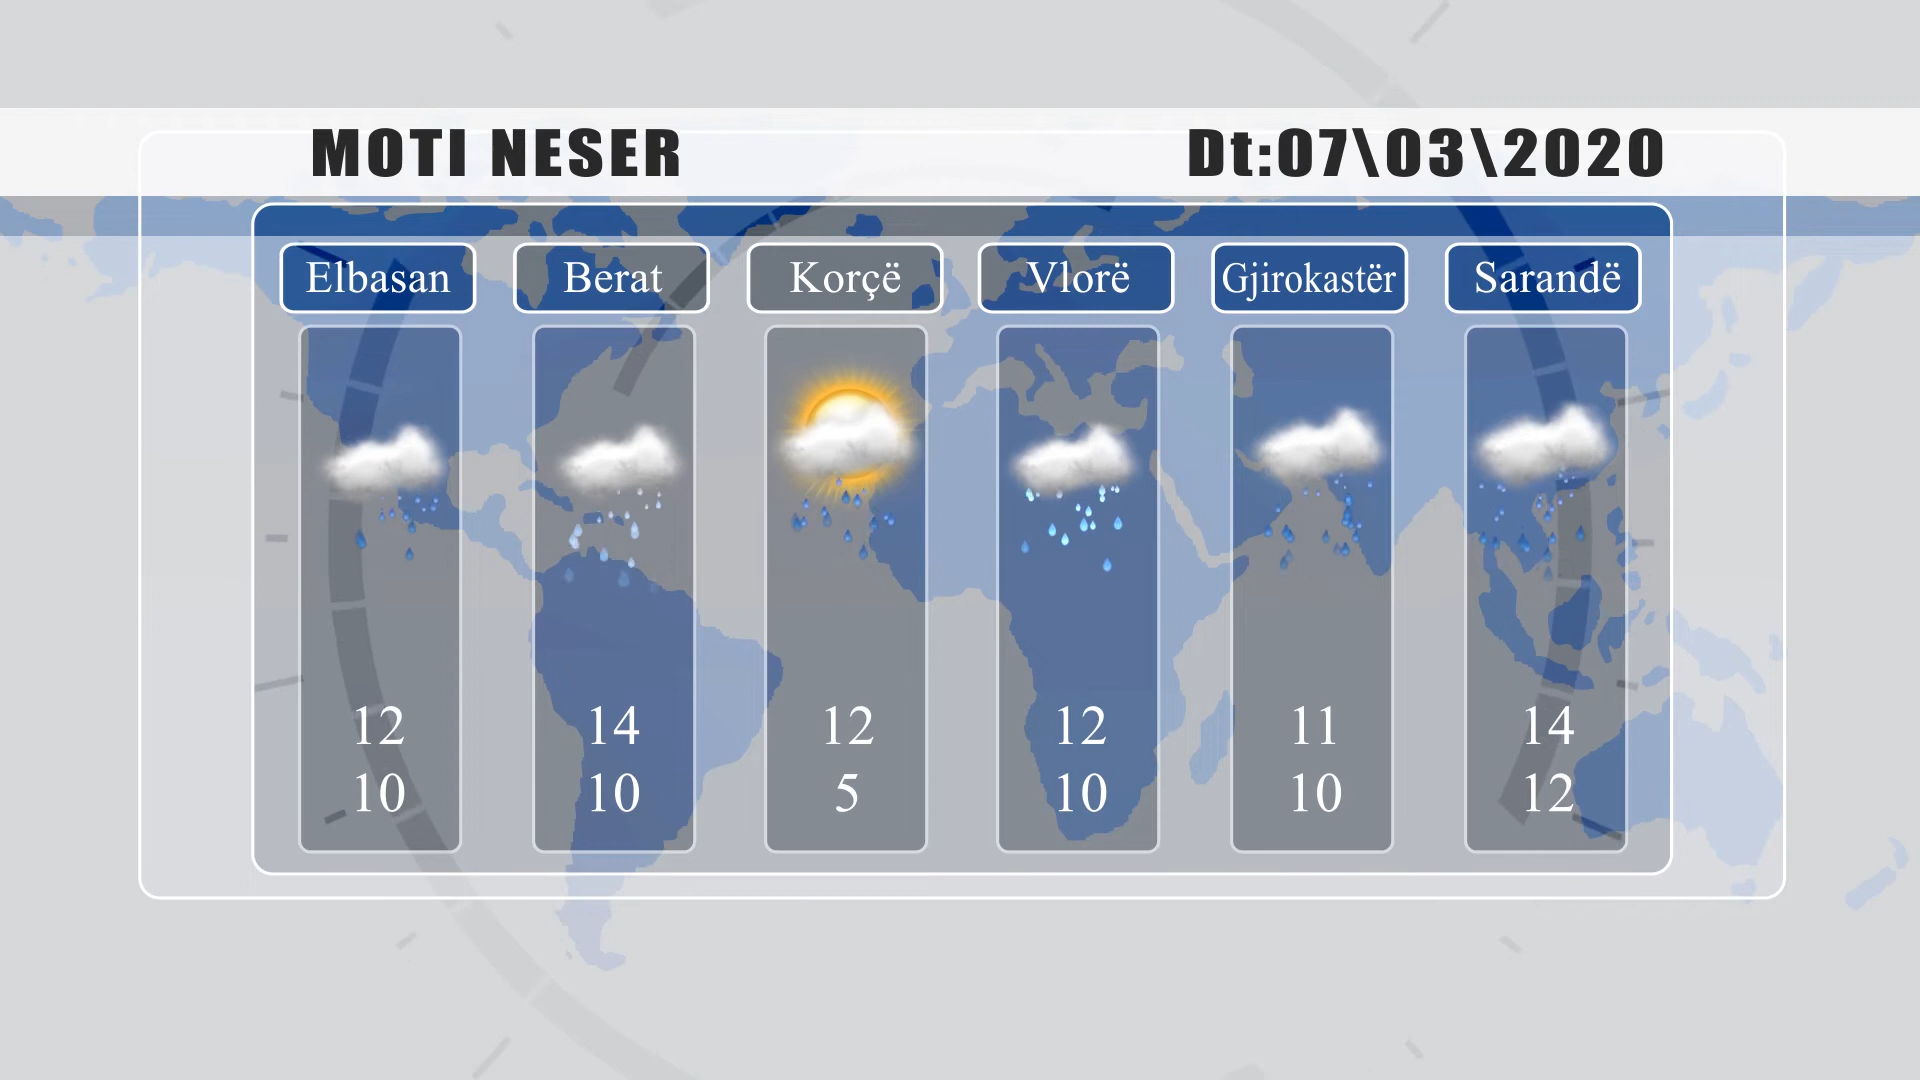 MOTI NESER
Dt:07\03\2020
Elbasan
Berat
Korçë
Vlorë
Gjirokastër
Sarandë
12
14
12
12
11
14
10
10
5
10
10
12